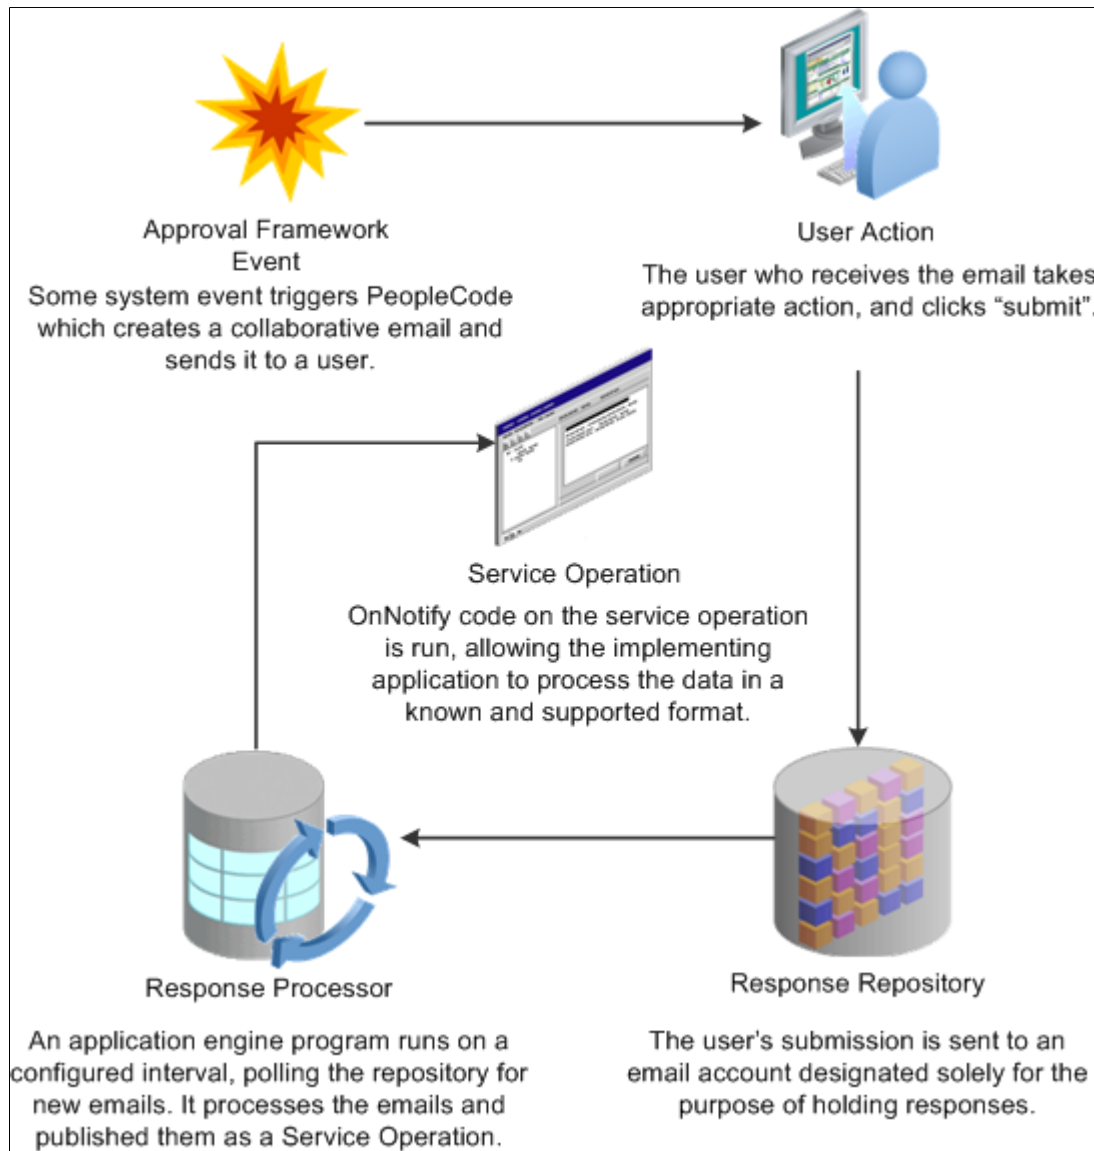 Approval Framework
Event
Some system event triggers PeopleCode
which creates a collaborative email and
sends it to a user.
User Action
The user who receives the email takes
appropriate action, and clicks “submit”.
Service Operation
OnNotify code on the service operation
is run, allowing the implementing
application to process the data in a
known and supported format.
Response Processor
An application engine program runs on a
configured interval, polling the repository for
new emails. It processes the emails and
published them as a Service Operation.
Response Repository
The user’s submission is sent to an
email account designated solely for the
purpose of holding responses.